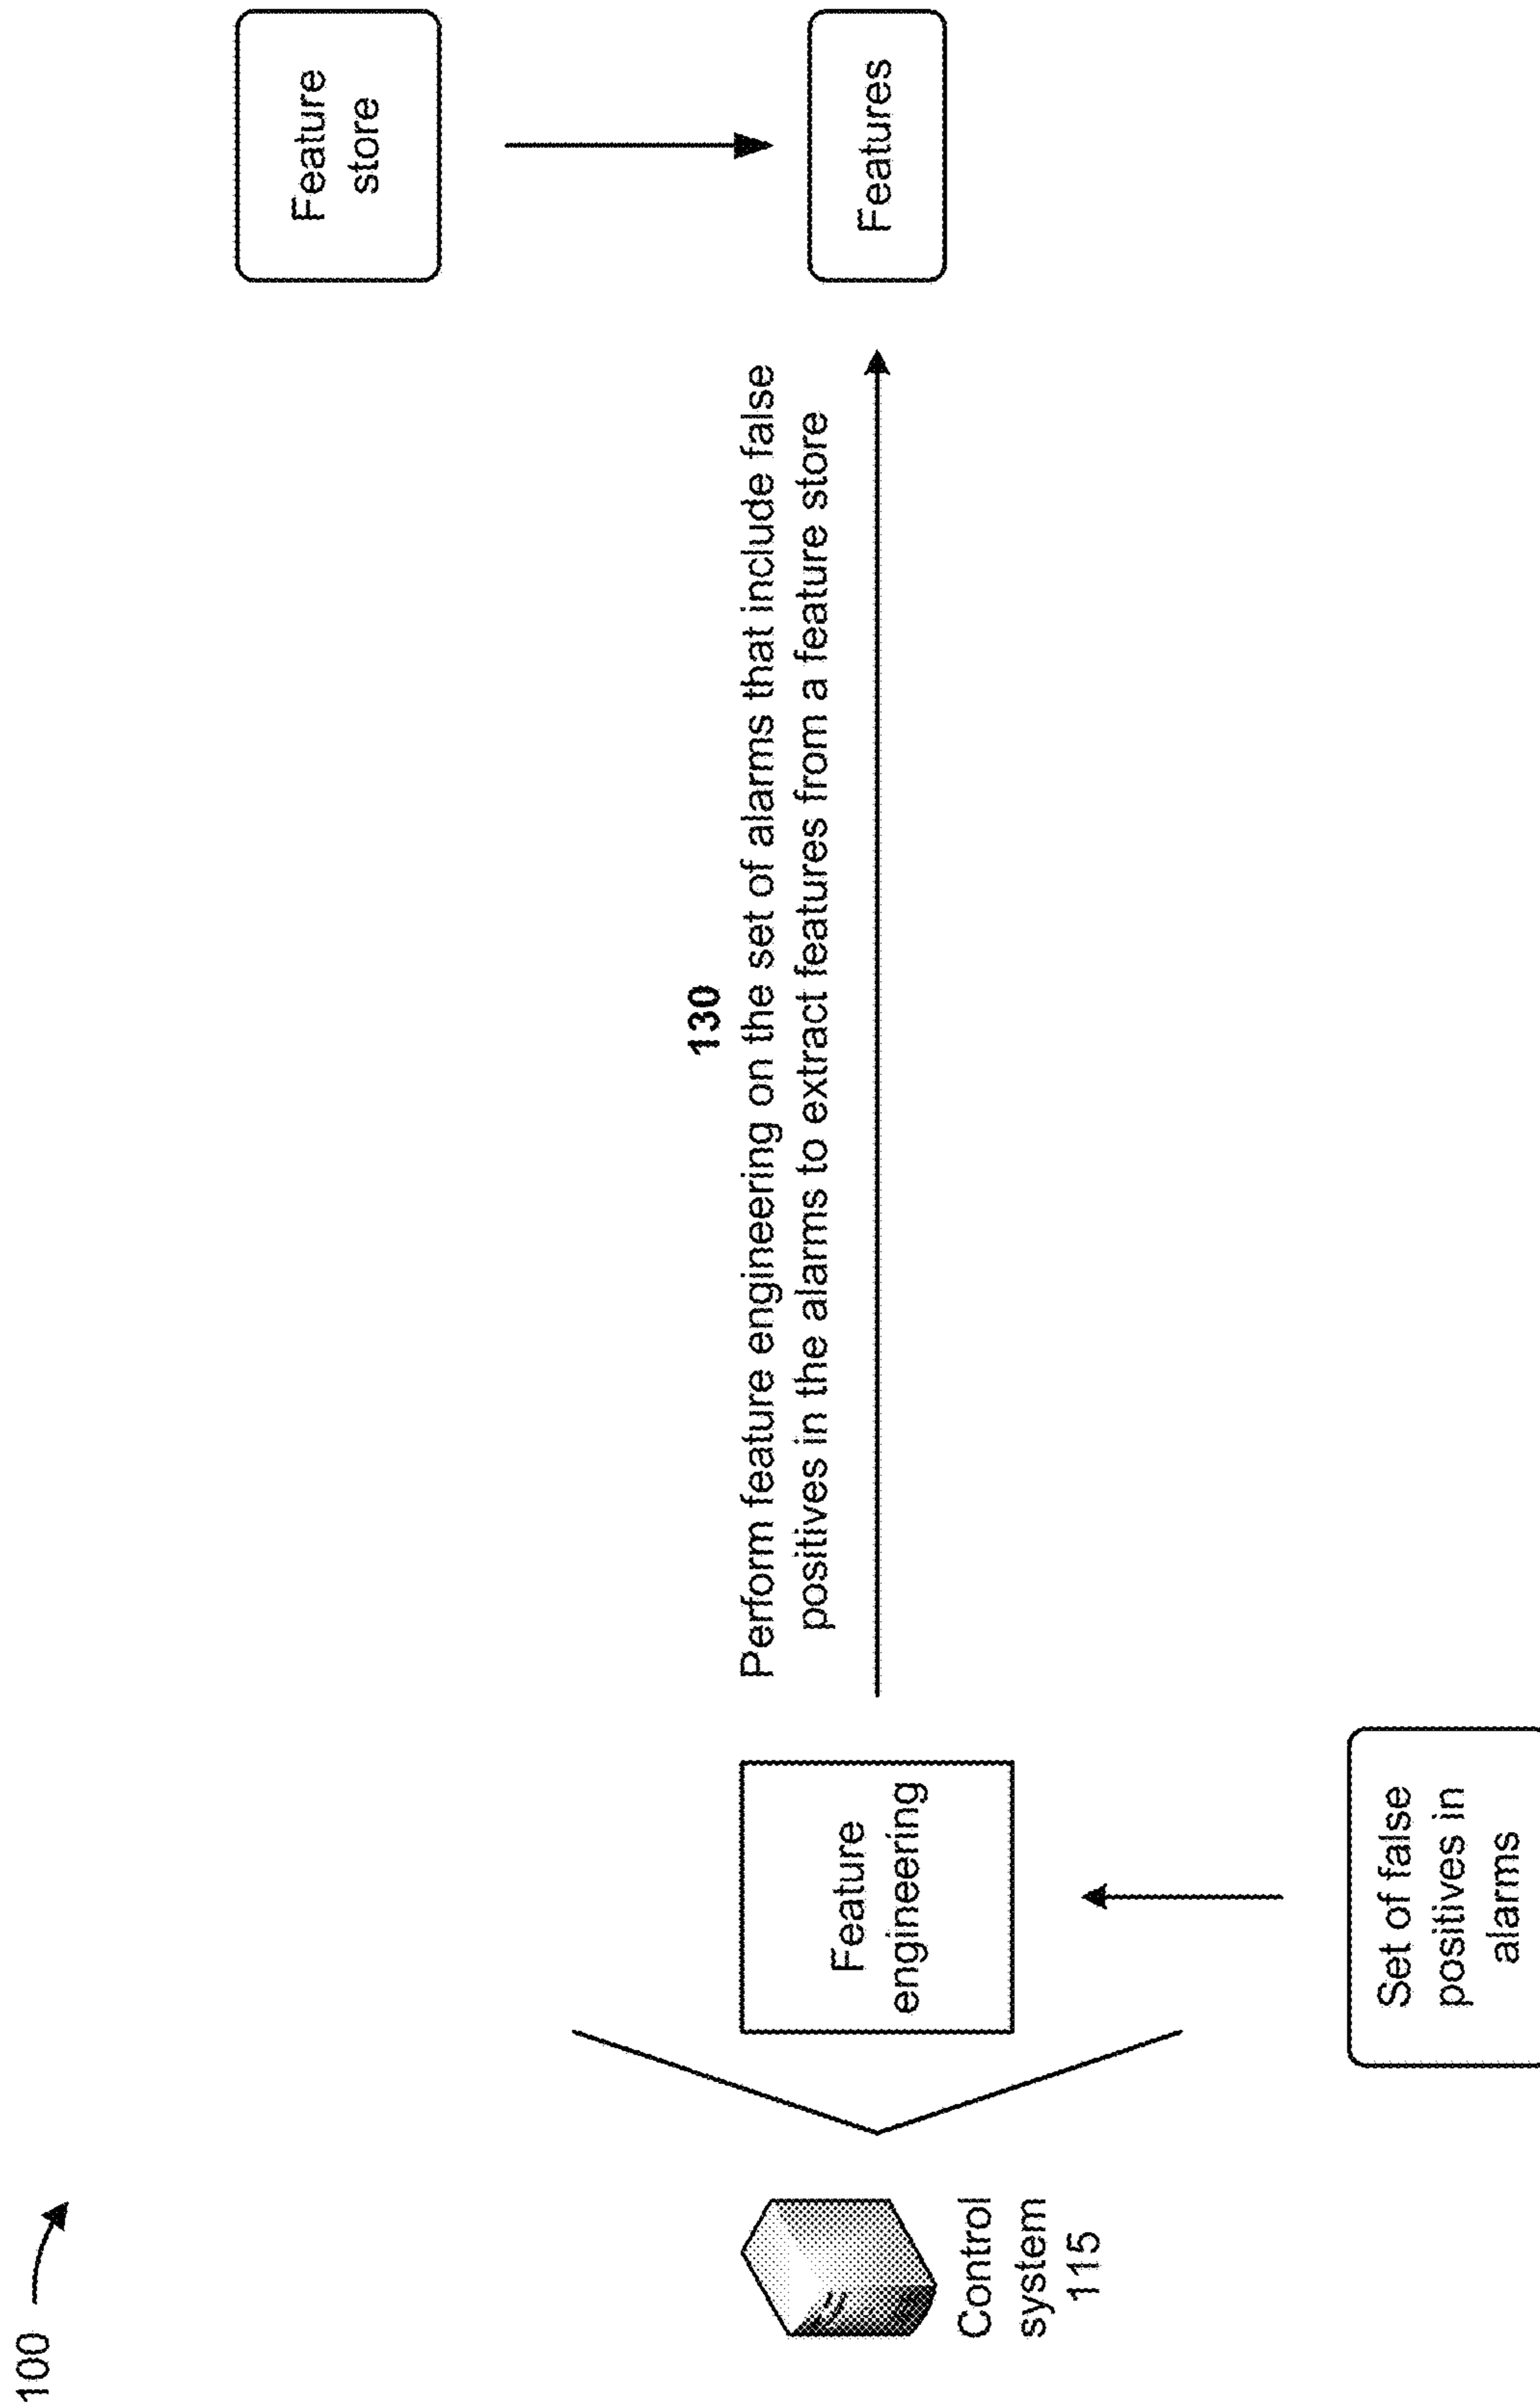 100
Feature
store
130
Perform feature engineering on the set of alarms that include false
positives in the alarms to extract features from a feature store
Control
system
115
Feature
engineering
Features
Set of false
positives in
alarms